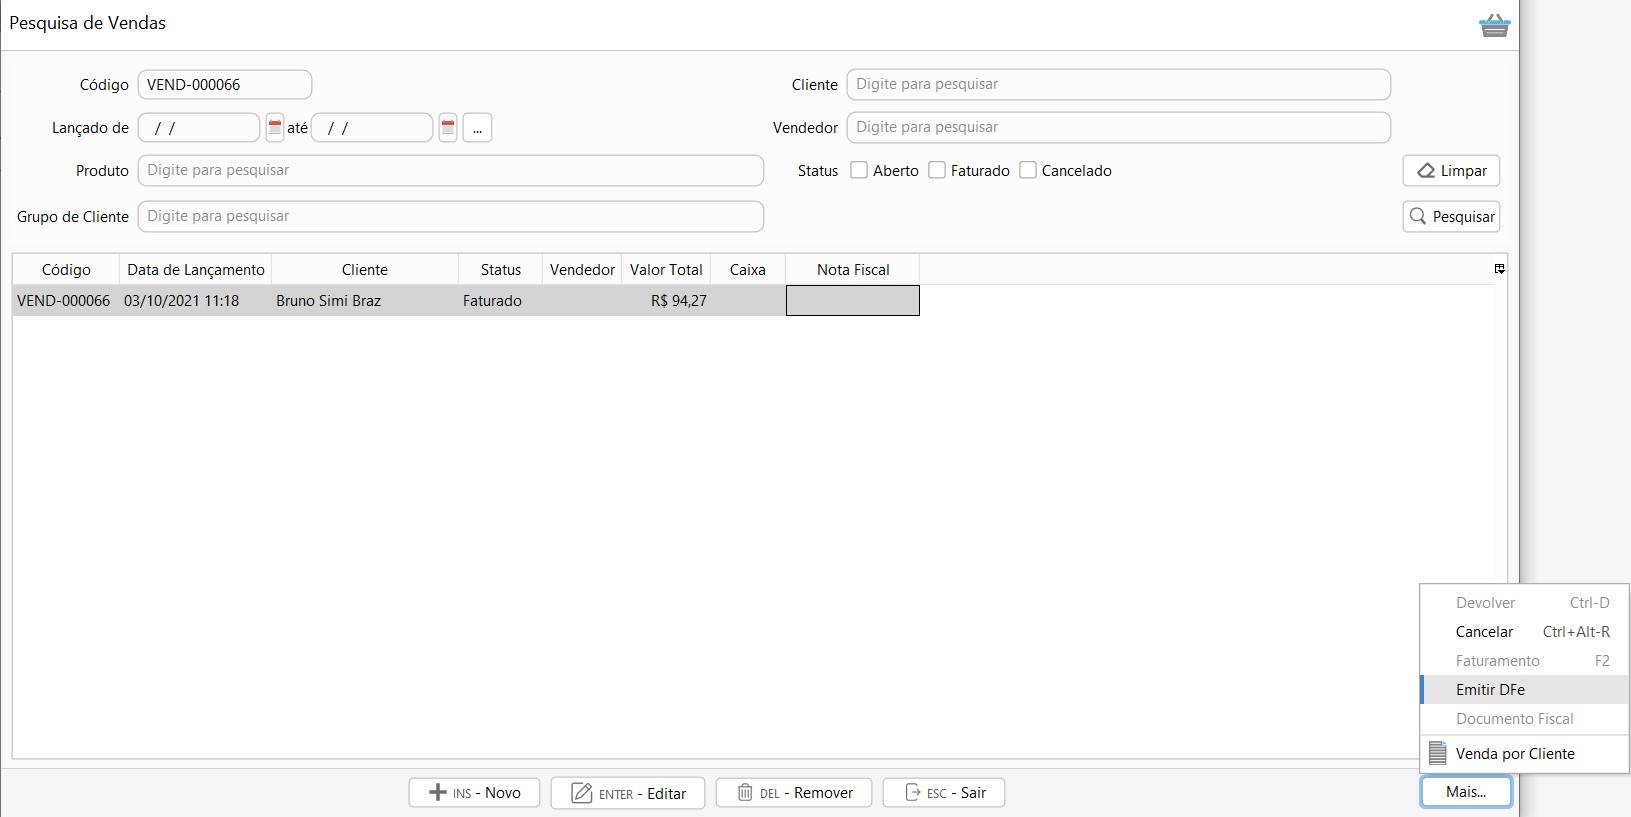 Pesquisa de Vendas
Código VEND-000066 Cliente Digite para pesquisar
Lançado de / / até / / ... Vendedor Digite para pesquisar
Produto Digite para pesquisar Status Aberto Faturado Cancelado Limpar
Grupo de Cliente Digite para pesquisar Pesquisar
Código Data de Lançamento Cliente Status Vendedor Valor Total Caixa Nota Fiscal
VEND-000066 03/10/2021 11:18 Bruno Simi Braz Faturado R$ 94,27
Devolver Ctrl-D
Cancelar Ctrl+Alt-R
Faturamento F2
Emitir DFe
Documento Fiscal
Venda por Cliente
INS - Novo ENTER - Editar DEL - Remover ESC - Sair Mais...